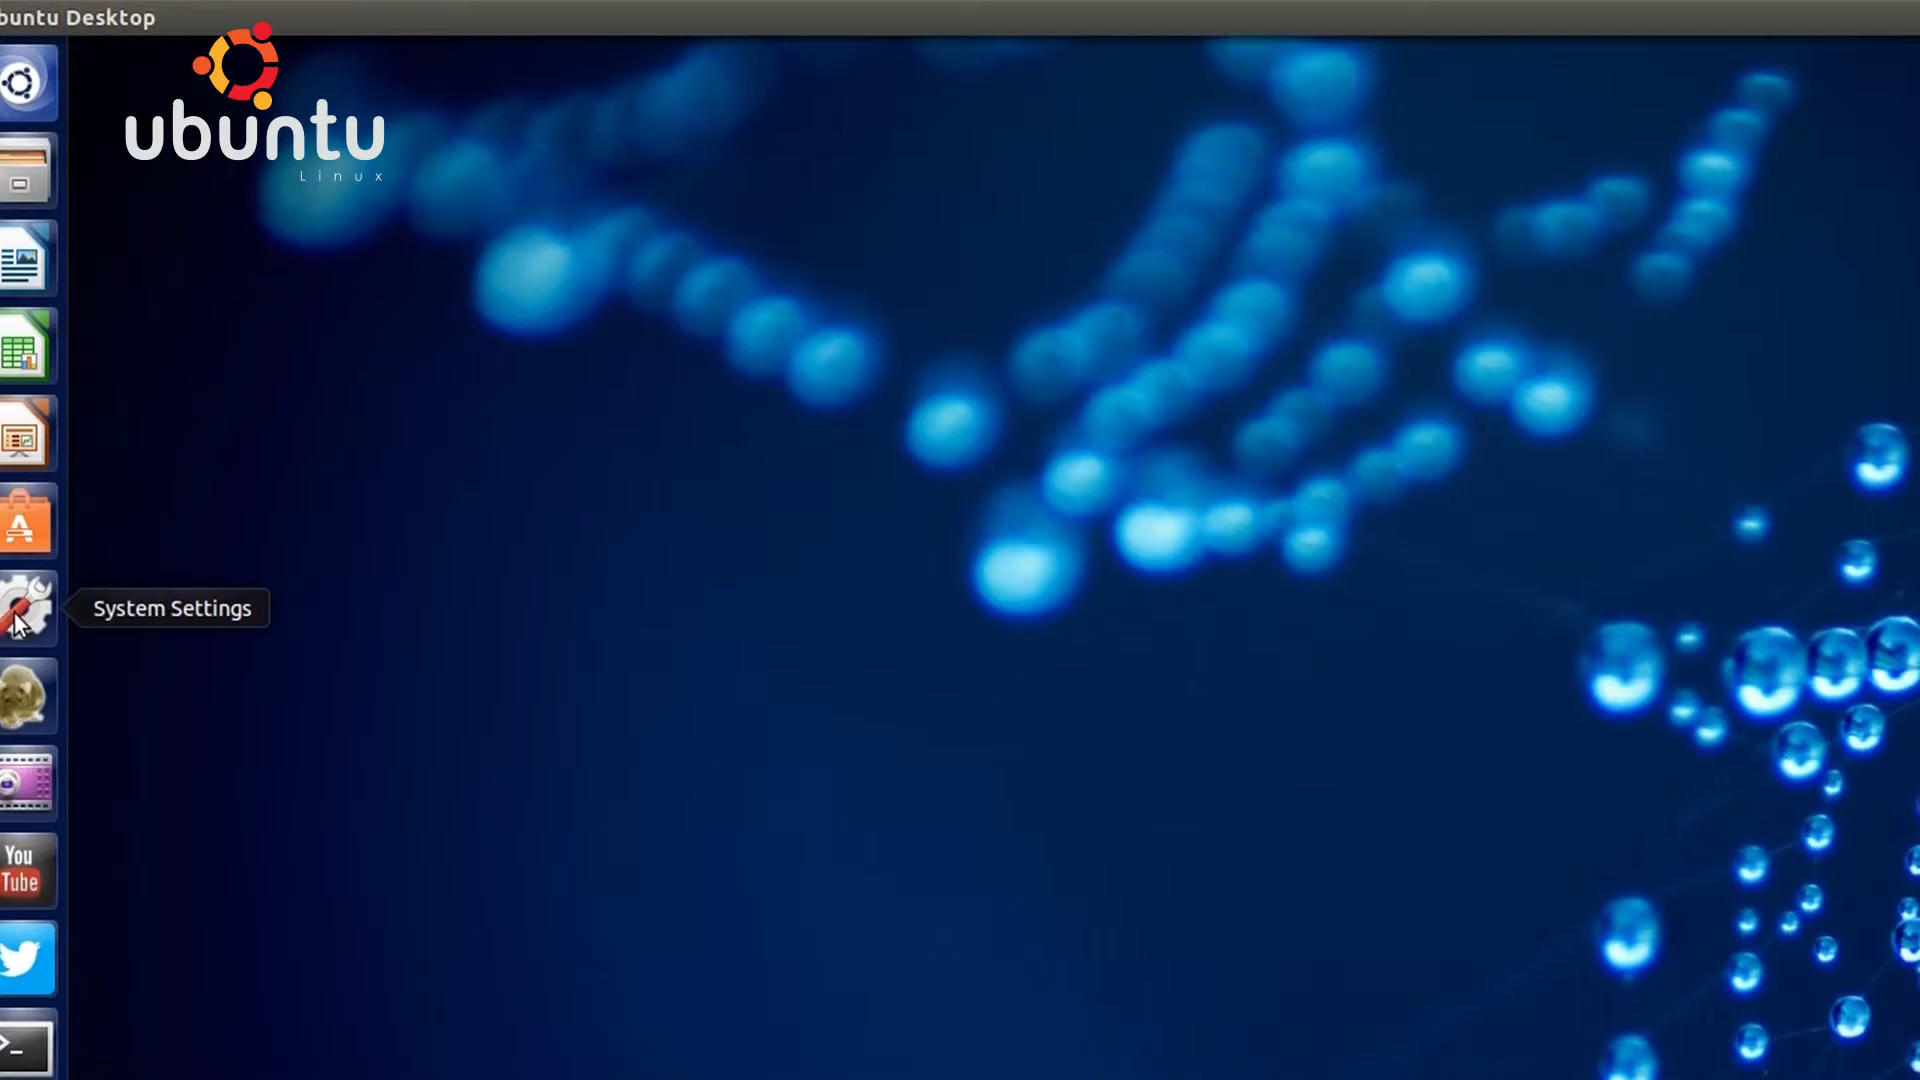 buntu Desktop
ubuntu
Linux
System Settings
You
Tube